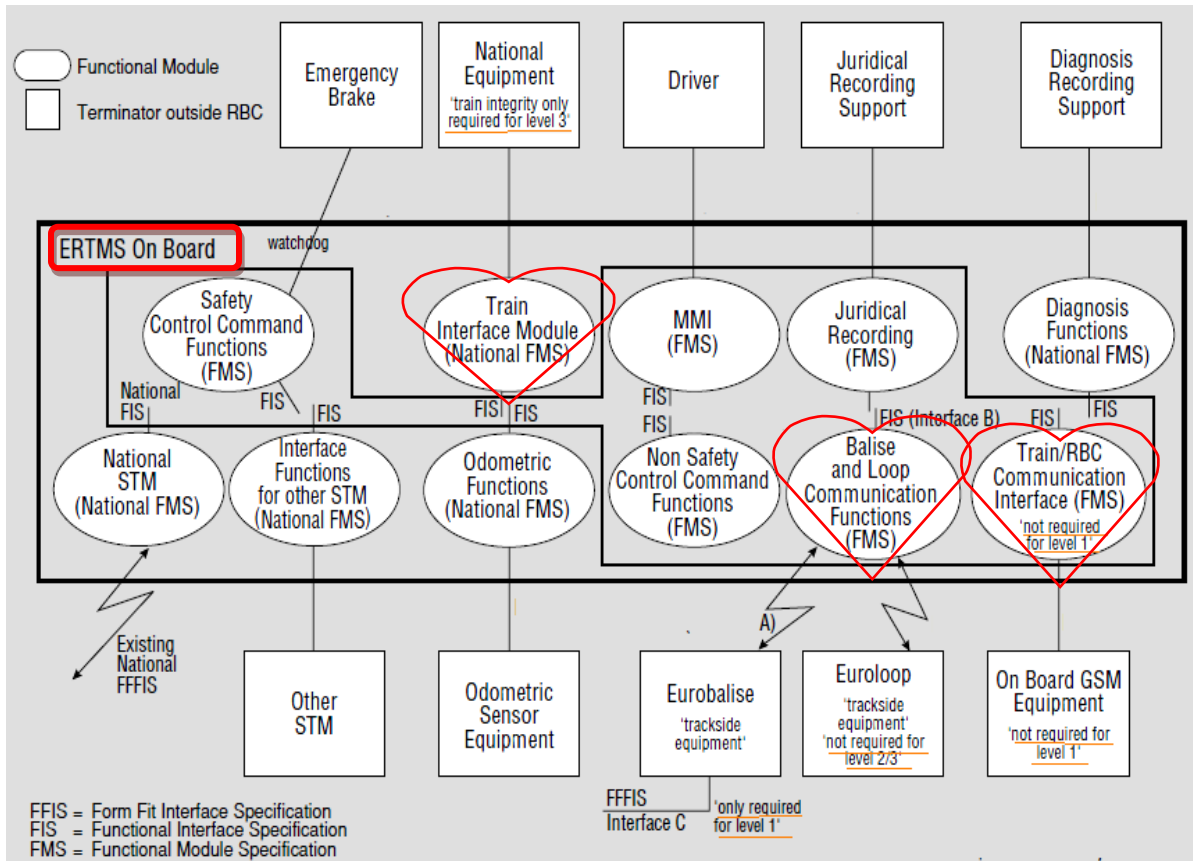 Functional Module
Terminator outside RBC
Emergency
Brake
National
Equipment
'train integrity only
required for level 3'
Driver
Juridical
Recording
Support
Diagnosis
Recording
Support
ERTMS On Board
watchdog
Safety
Control Command
Functions
(FMS)
Train
Interface Module
(National FMS)
MMI
(FMS)
Juridical
Recording
(FMS)
Diagnosis
Functions
(National FMS)
National
FIS
FIS
FIS
FIS
FIS
FIS
FIS
FIS (Interface B)
FIS
FIS
National
STM
(National FMS)
Interface
Functions
for other STM
(National FMS)
Odometric
Functions
(National FMS)
Non Safety
Control Command
Functions
(FMS)
Balise
and Loop
Communication
Functions
(FMS)
Train/RBC
Communication
Interface (FMS)
'not required
for level 1'
Existing
National
FFFIS
A)
Other
STM
Odometric
Sensor
Equipment
Eurobalise
'trackside
equipment'
Euroloop
'trackside
equipment'
'not required for
level 2/3'
On Board GSM
Equipment
'not required for
level 1'
FFFIS
Interface C
'only required
for level 1'
FFIS = Form Fit Interface Specification
FIS = Functional Interface Specification
FMS = Functional Module Specification